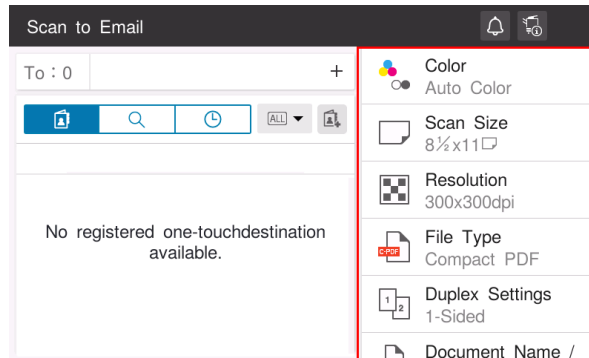 Scan to Email
To : 0 +
ALL
No registered one-touchdestination
available.
Color
Auto Color
Scan Size
8½x11
Resolution
300x300dpi
C-PDF
File Type
Compact PDF
1 2
Duplex Settings
1-Sided
Document Name /